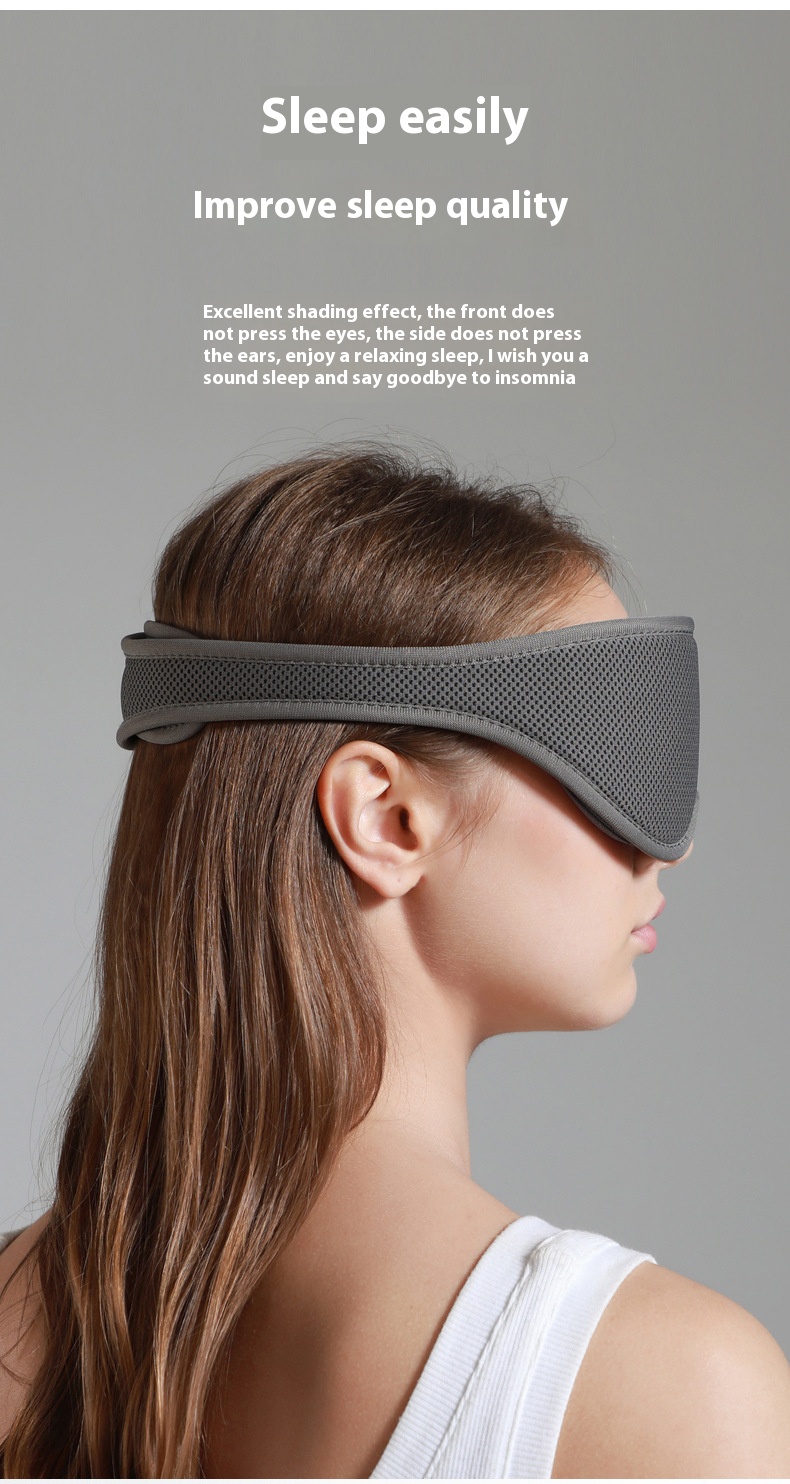 Sleep easily
Improve sleep quality
Excellent shading effect, the front does
not press the eyes, the side does not press
the ears, enjoy a relaxing sleep, I wish you a
sound sleep and say goodbye to insomnia